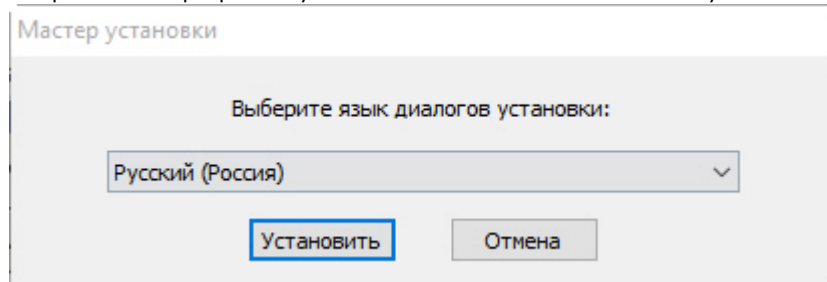 Мастер установки
Выберите язык диалогов установки:
Русский (Россия)
Установить Отмена